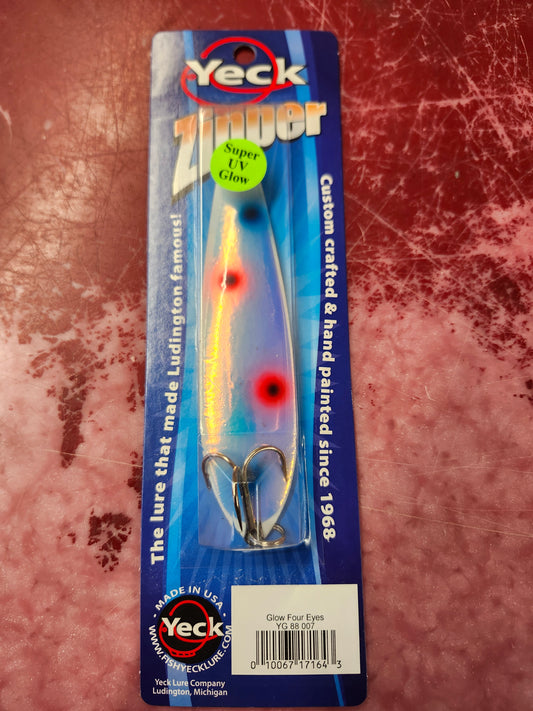 Yeck
Zipper
Super
UV
Glow
The lure that made Ludington famous!
Custom crafted & hand painted since 1968
• MADE IN USA •
Yeck
WWW.FISHYECKLURE.COM
Yeck Lure Company
Ludington, Michigan
Glow Four Eyes
YG 88 007
0 10067 17164 3